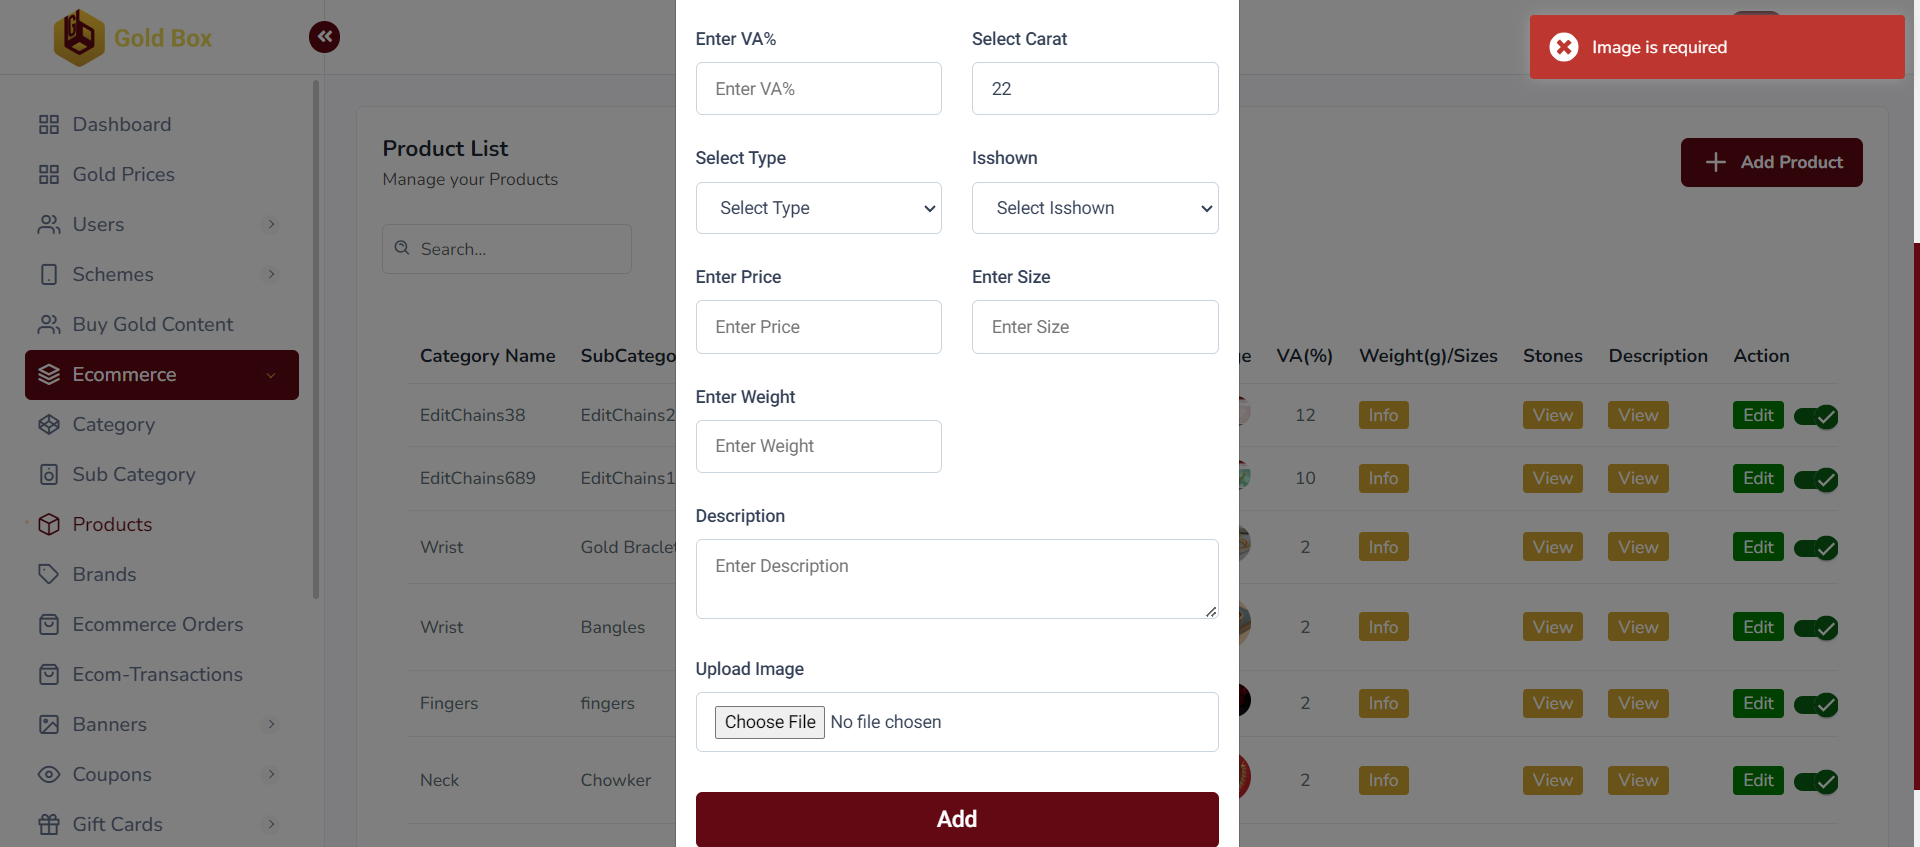 Gold Box
Image is required
Dashboard
Gold Prices
Users
Schemes
Buy Gold Content
Ecommerce
Category
Sub Category
Products
Brands
Ecommerce Orders
Ecom-Transactions
Banners
Coupons
Gift Cards
Product List
Manage your Products
Add Product
Search...
Category Name SubCatego e VA(%) Weight(g)/Sizes Stones Description Action
EditChains38 EditChains2 12 Info View View Edit
EditChains689 EditChains1 10 Info View View Edit
Wrist Gold Braclet 2 Info View View Edit
Wrist Bangles 2 Info View View Edit
Fingers fingers 2 Info View View Edit
Neck Chowker 2 Info View View Edit
Enter VA% Select Carat
Enter VA% 22
Select Type Isshown
Select Type Select Isshown
Enter Price Enter Size
Enter Price Enter Size
Enter Weight
Enter Weight
Description
Enter Description
Upload Image
Choose File No file chosen
Add